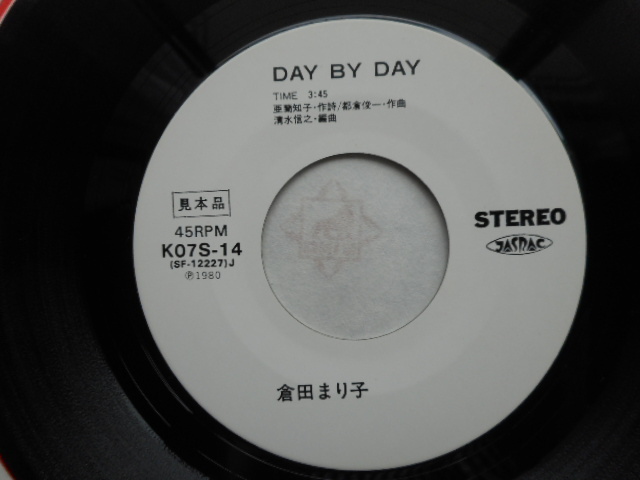 DAY BY DAY
TIME 3:45
亜蘭知子・作詩/都倉俊一・作曲
清水信之・編曲
見本品
45RPM
K07S-14
(SF-12227)J
Ⓟ1980
STEREO
JASRAC
倉田まり子